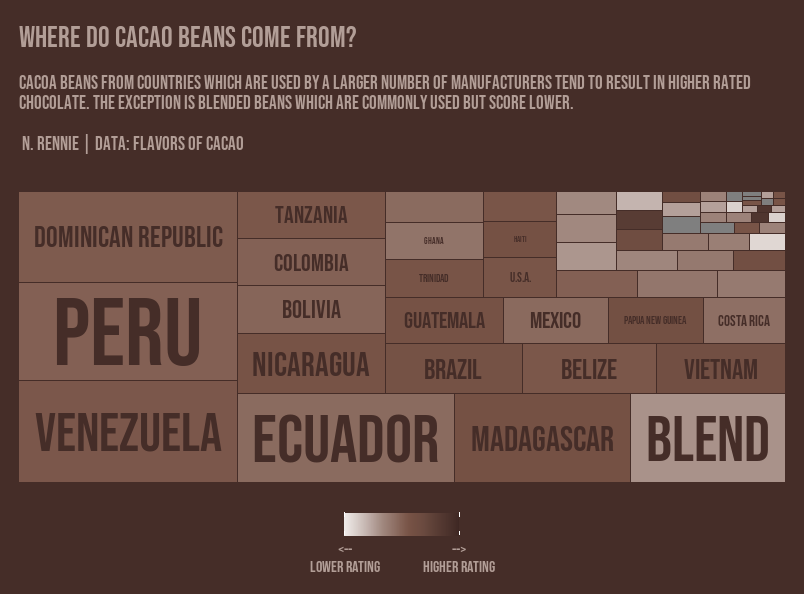 WHERE DO CACAO BEANS COME FROM?
CACOA BEANS FROM COUNTRIES WHICH ARE USED BY A LARGER NUMBER OF MANUFACTURERS TEND TO RESULT IN HIGHER RATED
CHOCOLATE. THE EXCEPTION IS BLENDED BEANS WHICH ARE COMMONLY USED BUT SCORE LOWER.
N. RENNIE | DATA: FLAVORS OF CACAO
DOMINICAN REPUBLIC
PERU
VENEZUELA
TANZANIA
COLOMBIA
BOLIVIA
NICARAGUA
ECUADOR
MADAGASCAR
BLEND
GHANA
TRINIDAD
HAITI
U.S.A.
GUATEMALA
MEXICO
PAPUA NEW GUINEA
COSTA RICA
BRAZIL
BELIZE
VIETNAM
<-- -->
LOWER RATING HIGHER RATING